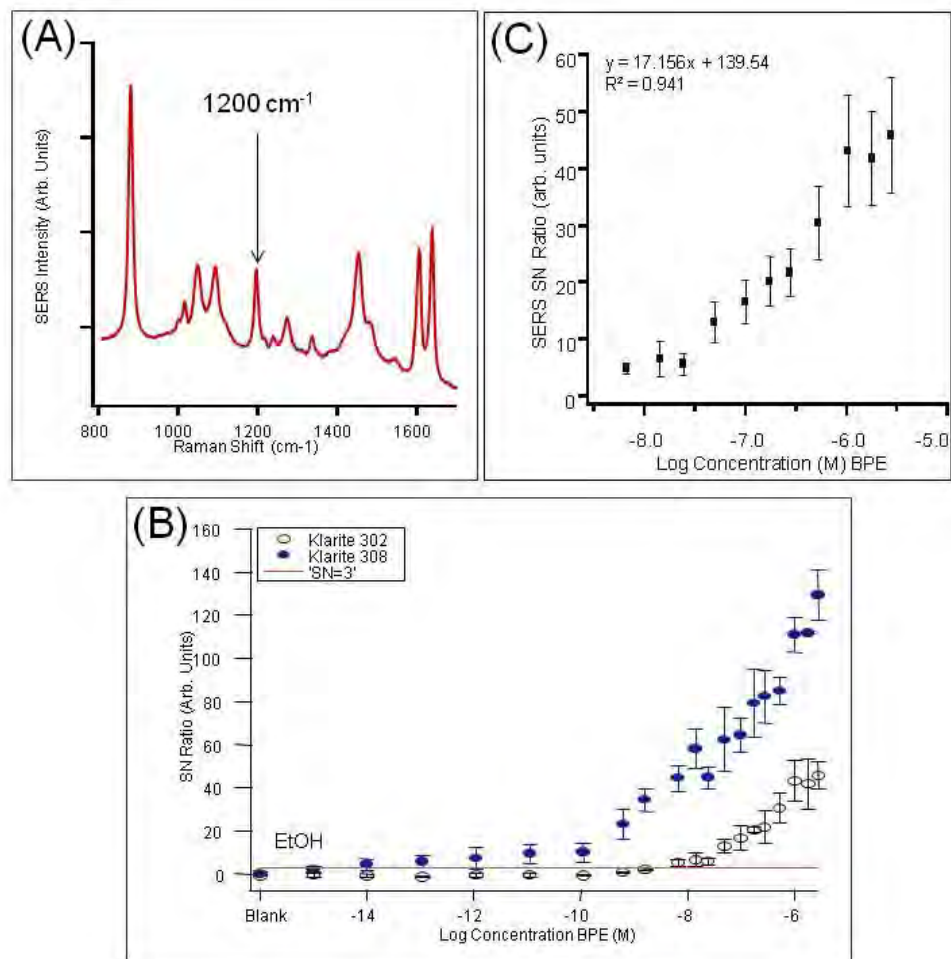 (A)
1200 cm-1
SERS Intensity (Arb. Units)
800 1000 1200 1400 1600
Raman Shift (cm-1)
(C)
y = 17.156x + 139.54
R² = 0.941
SERS SN Ratio (arb. units)
60
50
40
30
20
10
0
-8.0 -7.0 -6.0 -5.0
Log Concentration (M) BPE
(B)
Klarite 302
Klarite 308
'SN=3'
SN Ratio (Arb. Units)
160
140
120
100
80
60
40
20
0
EtOH
Blank -14 -12 -10 -8 -6
Log Concentration BPE (M)